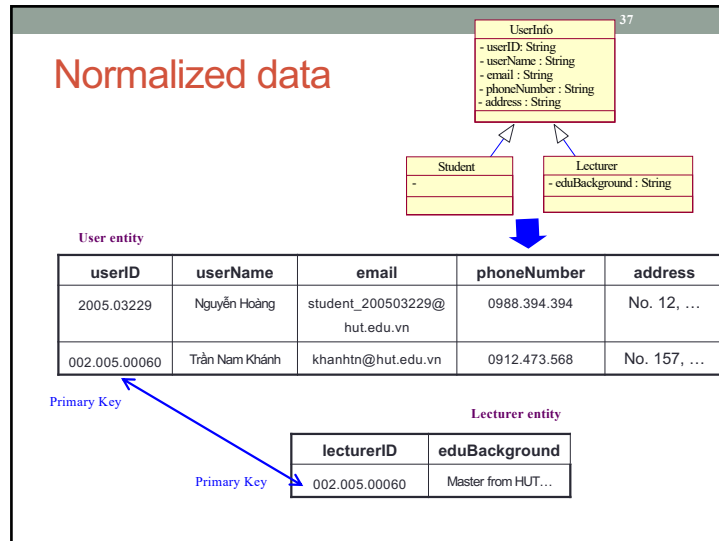 37
Normalized data
UserInfo
- userID: String
- userName : String
- email : String
- phoneNumber : String
- address : String
Student
-
Lecturer
- eduBackground : String
User entity
userID userName email phoneNumber address
2005.03229 Nguyễn Hoàng student_200503229@ 0988.394.394 No. 12, …
hut.edu.vn
002.005.00060 Trần Nam Khánh khanhtn@hut.edu.vn 0912.473.568 No. 157, …
Primary Key
Lecturer entity
lecturerID eduBackground
Primary Key 002.005.00060 Master from HUT…